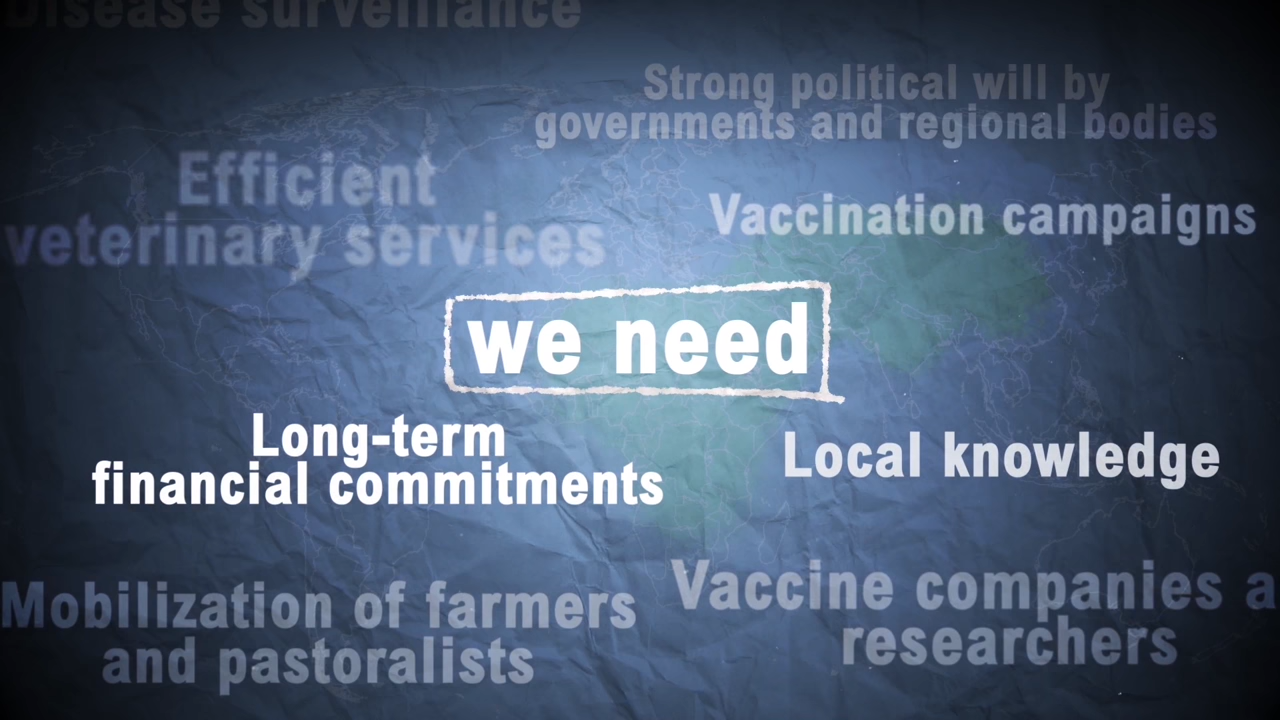 Disease surveillance
Strong political will by
governments and regional bodies
Efficient
veterinary services
Vaccination campaigns
we need
Long-term
financial commitments
Local knowledge
Mobilization of farmers
and pastoralists
Vaccine companies a
researchers